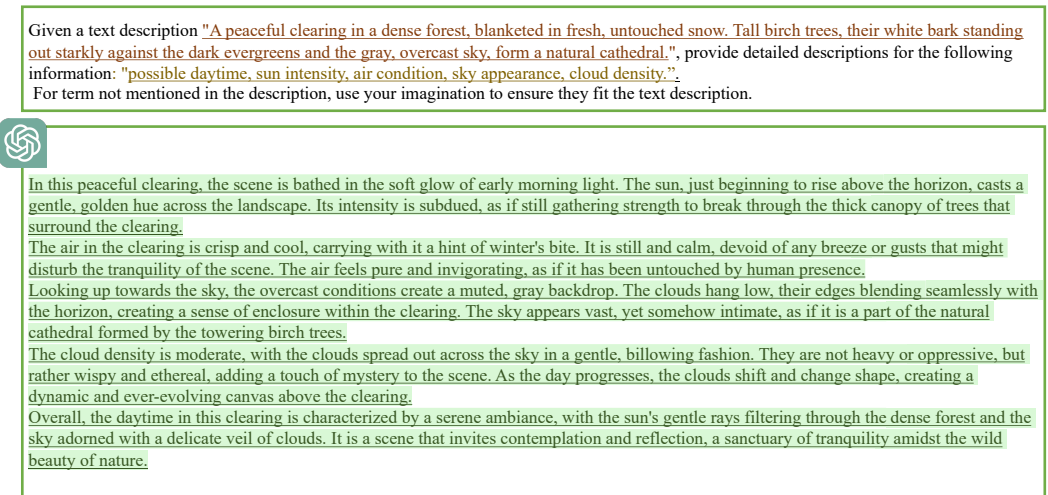 Given a text description "A peaceful clearing in a dense forest, blanketed in fresh, untouched snow. Tall birch trees, their white bark standing
out starkly against the dark evergreens and the gray, overcast sky, form a natural cathedral.", provide detailed descriptions for the following
information: "possible daytime, sun intensity, air condition, sky appearance, cloud density.”.
For term not mentioned in the description, use your imagination to ensure they fit the text description.
In this peaceful clearing, the scene is bathed in the soft glow of early morning light. The sun, just beginning to rise above the horizon, casts a
gentle, golden hue across the landscape. Its intensity is subdued, as if still gathering strength to break through the thick canopy of trees that
surround the clearing.
The air in the clearing is crisp and cool, carrying with it a hint of winter's bite. It is still and calm, devoid of any breeze or gusts that might
disturb the tranquility of the scene. The air feels pure and invigorating, as if it has been untouched by human presence.
Looking up towards the sky, the overcast conditions create a muted, gray backdrop. The clouds hang low, their edges blending seamlessly with
the horizon, creating a sense of enclosure within the clearing. The sky appears vast, yet somehow intimate, as if it is a part of the natural
cathedral formed by the towering birch trees.
The cloud density is moderate, with the clouds spread out across the sky in a gentle, billowing fashion. They are not heavy or oppressive, but
rather wispy and ethereal, adding a touch of mystery to the scene. As the day progresses, the clouds shift and change shape, creating a
dynamic and ever-evolving canvas above the clearing.
Overall, the daytime in this clearing is characterized by a serene ambiance, with the sun's gentle rays filtering through the dense forest and the
sky adorned with a delicate veil of clouds. It is a scene that invites contemplation and reflection, a sanctuary of tranquility amidst the wild
beauty of nature.